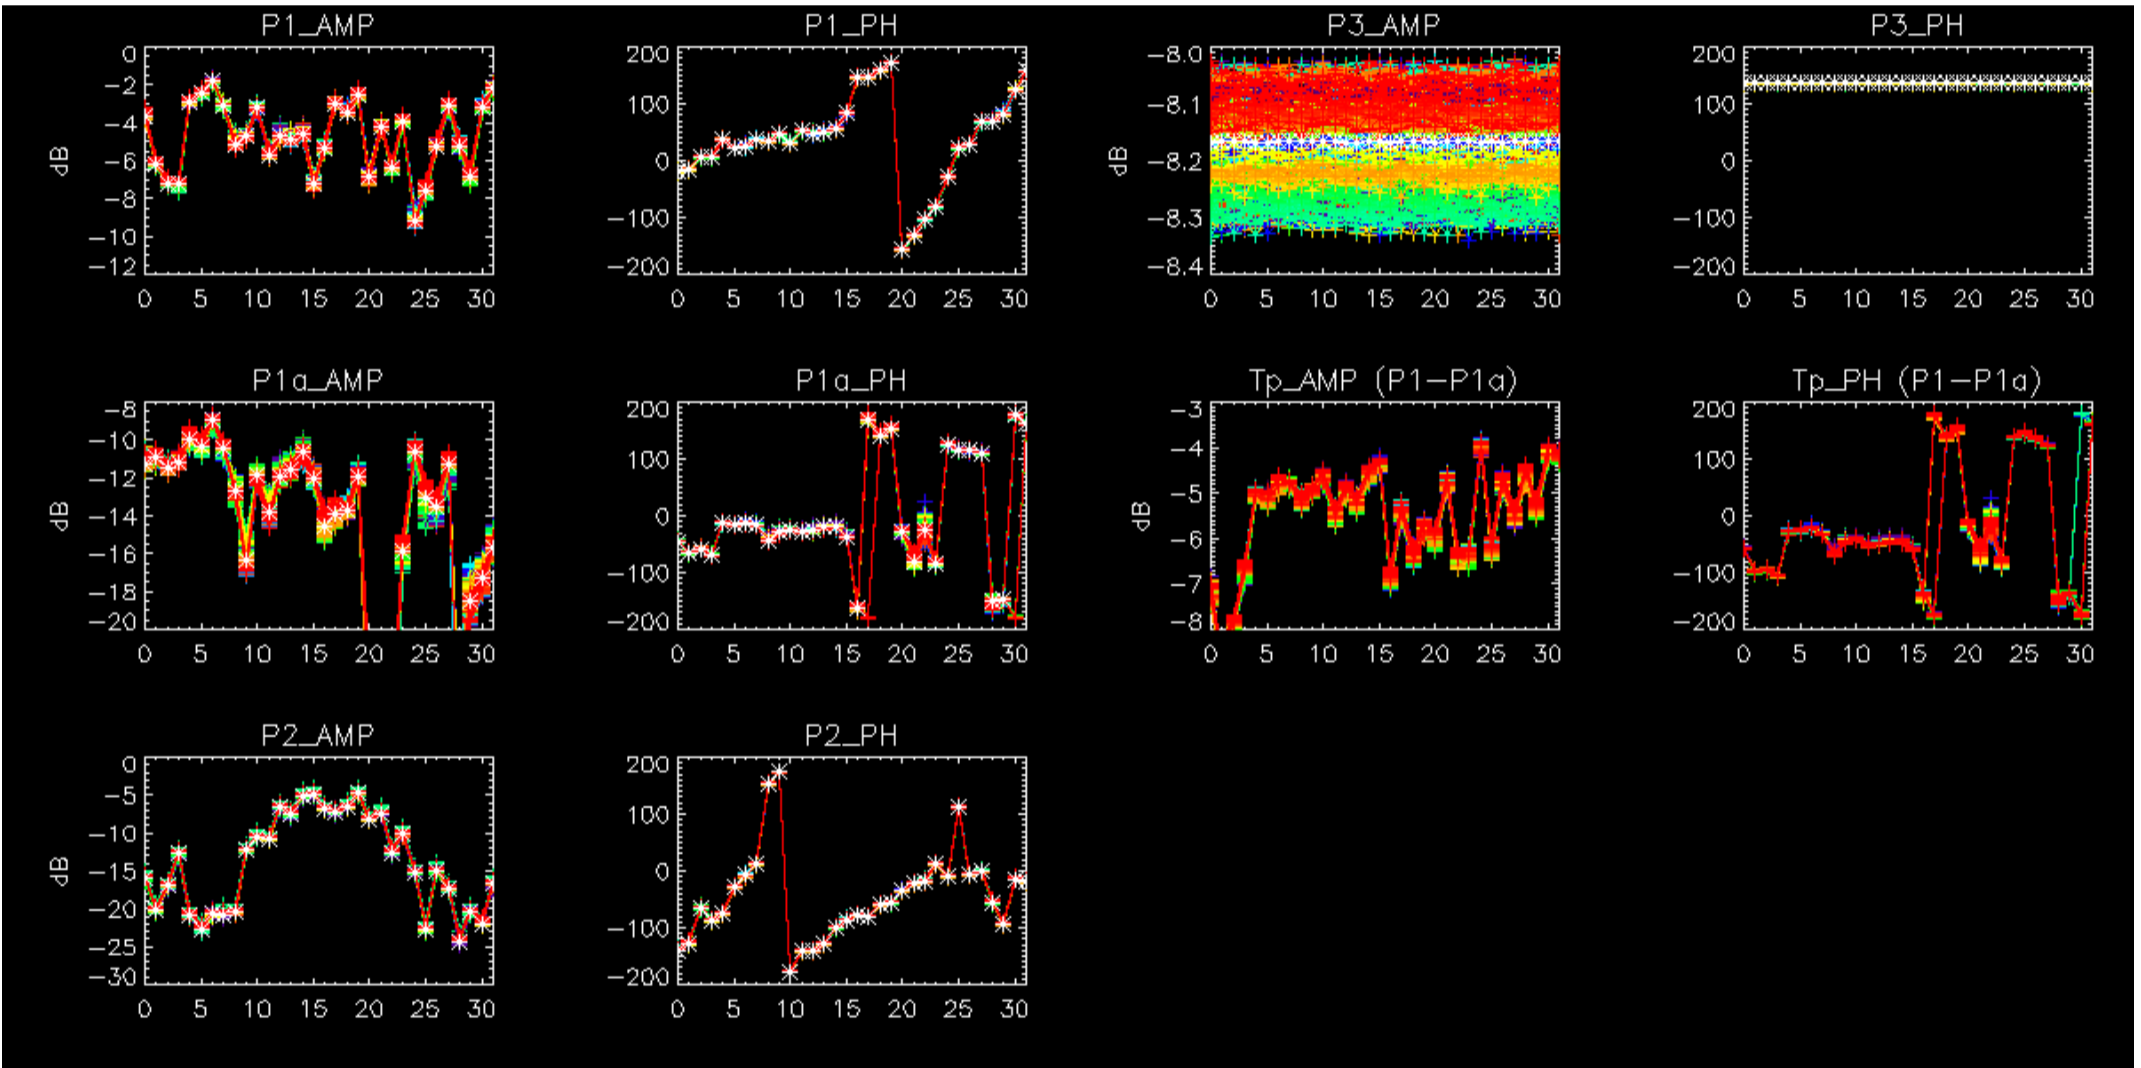 P1_AMP
0
−2
−4
−6
−8
−10
−12
dB
0 5 10 15 20 25 30
P1_PH
200
100
0
−100
−200
0 5 10 15 20 25 30
P3_AMP
−8.0
−8.1
−8.2
−8.3
−8.4
dB
0 5 10 15 20 25 30
P3_PH
200
100
0
−100
−200
0 5 10 15 20 25 30
P1a_AMP
−8
−10
−12
−14
−16
−18
−20
dB
0 5 10 15 20 25 30
P1a_PH
200
100
0
−100
−200
0 5 10 15 20 25 30
Tp_AMP (P1−P1a)
−3
−4
−5
−6
−7
−8
dB
0 5 10 15 20 25 30
Tp_PH (P1−P1a)
200
100
0
−100
−200
0 5 10 15 20 25 30
P2_AMP
0
−5
−10
−15
−20
−25
−30
dB
0 5 10 15 20 25 30
P2_PH
200
100
0
−100
−200
0 5 10 15 20 25 30